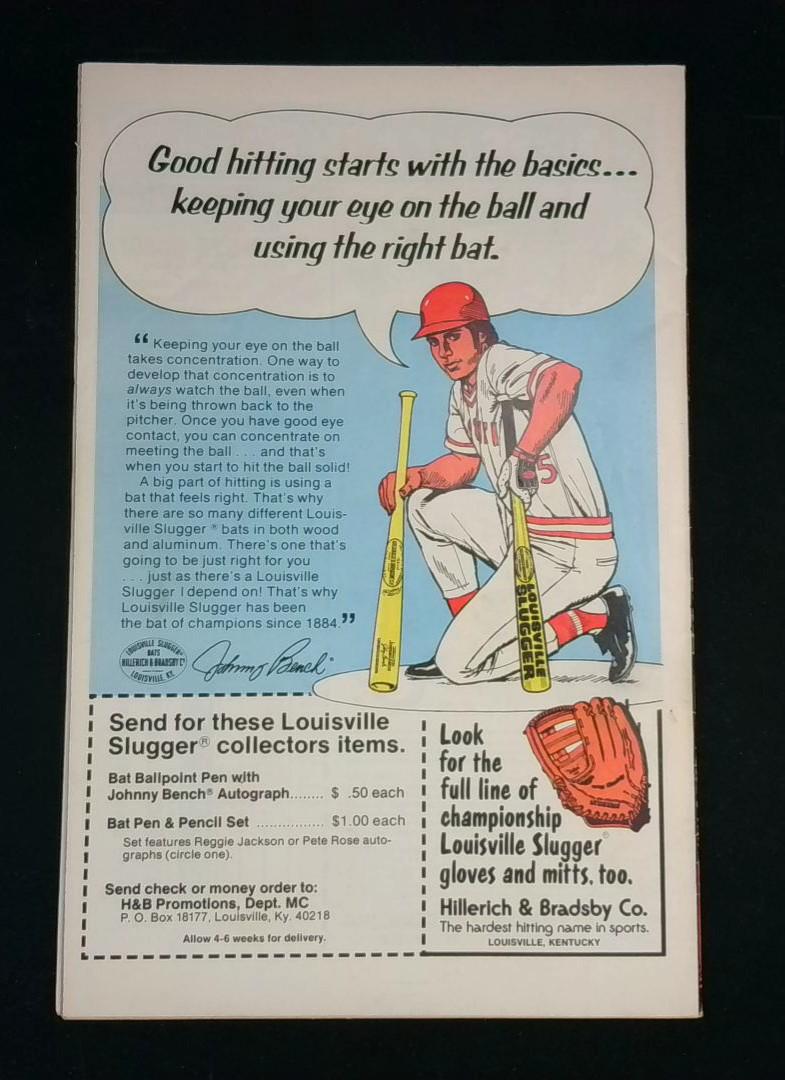 Good hitting starts with the basics...
keeping your eye on the ball and
using the right bat.
“ Keeping your eye on the ball
takes concentration. One way to
develop that concentration is to
always watch the ball, even when
it's being thrown back to the
pitcher. Once you have good eye
contact, you can concentrate on
meeting the ball . . . and that's
when you start to hit the ball solid!
A big part of hitting is using a
bat that feels right. That's why
there are so many different Louis-
ville Slugger ® bats in both wood
and aluminum. There's one that's
going to be just right for you
. . . just as there's a Louisville
Slugger I depend on! That's why
Louisville Slugger has been
the bat of champions since 1884.”
LOUISVILLE SLUGGER
BATS
HILLERICH & BRADSBY Co
LOUISVILLE, KY.
Johnny Bench
5
LOUISVILLE
SLUGGER
Send for these Louisville
Slugger® collectors items.
Bat Ballpoint Pen with
Johnny Bench® Autograph........ $ .50 each
Bat Pen & Pencil Set ................ $1.00 each
Set features Reggie Jackson or Pete Rose auto-
graphs (circle one).
Send check or money order to:
H&B Promotions, Dept. MC
P. O. Box 18177, Louisville, Ky. 40218
Allow 4-6 weeks for delivery.
Look
for the
full line of
championship
Louisville Slugger®
gloves and mitts, too.
Hillerich & Bradsby Co.
The hardest hitting name in sports.
LOUISVILLE, KENTUCKY